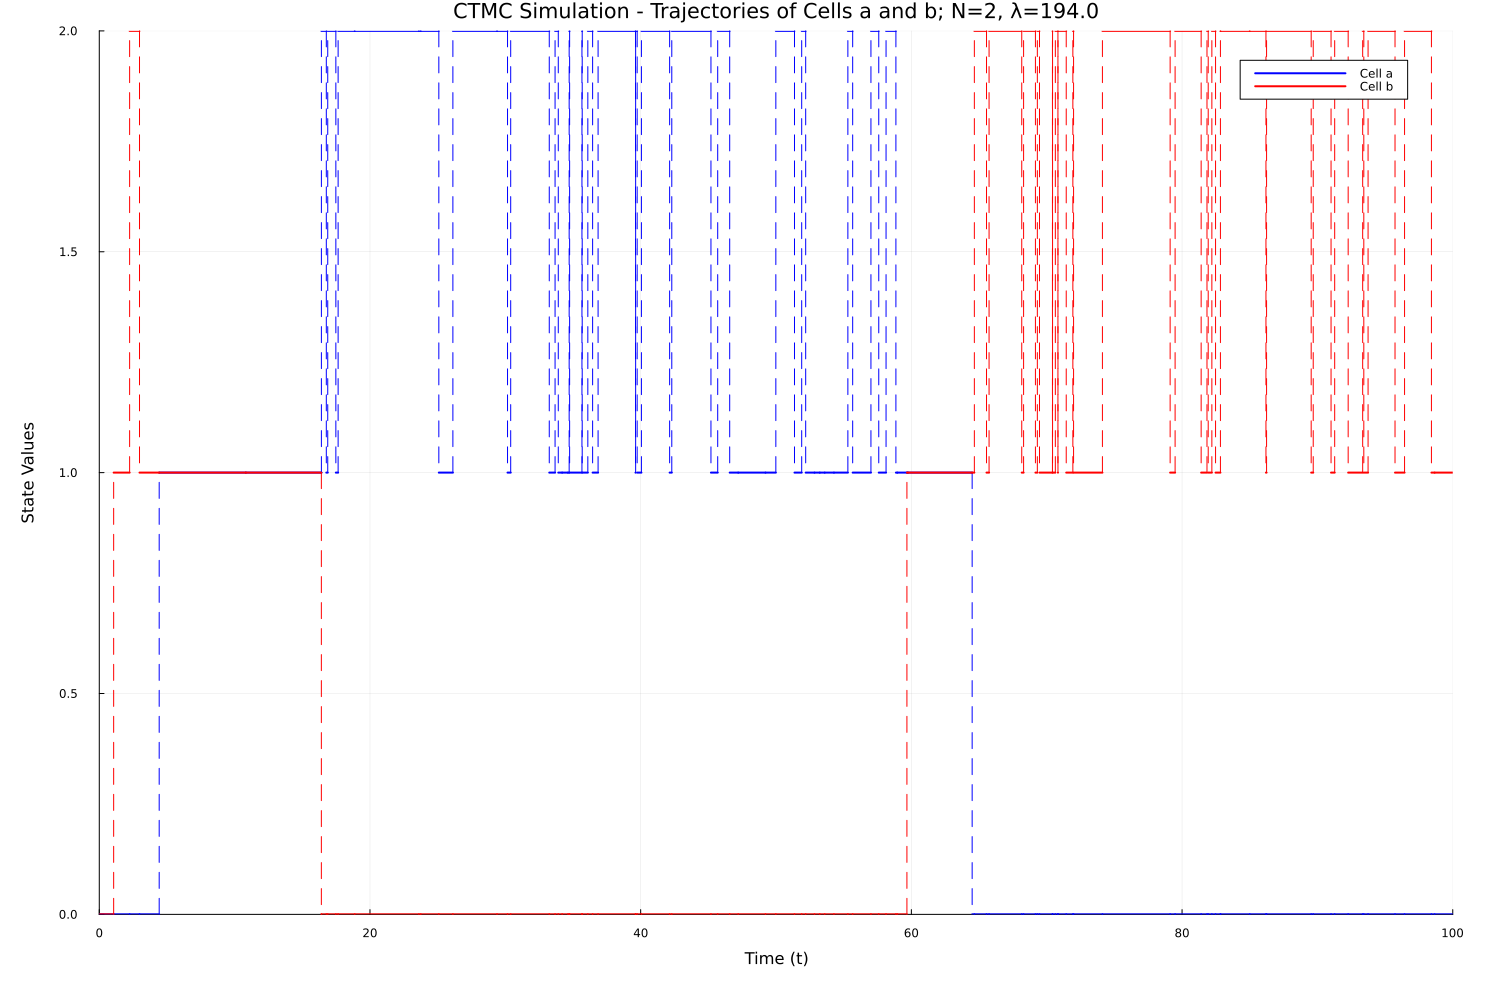 CTMC Simulation - Trajectories of Cells a and b; N=2, λ=194.0
2.0
Cell a
Cell b
1.5
State Values
1.0
0.5
0.0
0 20 40 60 80 100
Time (t)